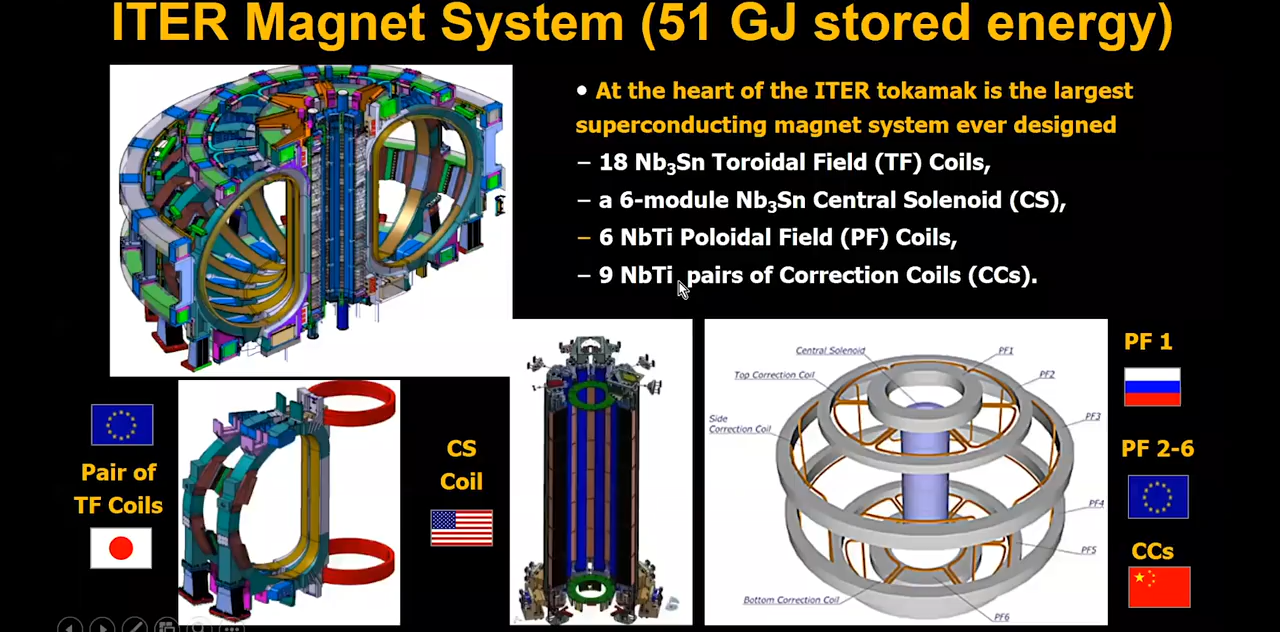 ITER Magnet System (51 GJ stored energy)
• At the heart of the ITER tokamak is the largest
superconducting magnet system ever designed
– 18 Nb₃Sn Toroidal Field (TF) Coils,
– a 6-module Nb₃Sn Central Solenoid (CS),
– 6 NbTi Poloidal Field (PF) Coils,
– 9 NbTi pairs of Correction Coils (CCs).
Pair of
TF Coils
CS
Coil
Central Solenoid
Top Correction Coil
Side
Correction Coil
Bottom Correction Coil
PF1
PF2
PF3
PF4
PF5
PF6
PF 1
PF 2-6
CCs